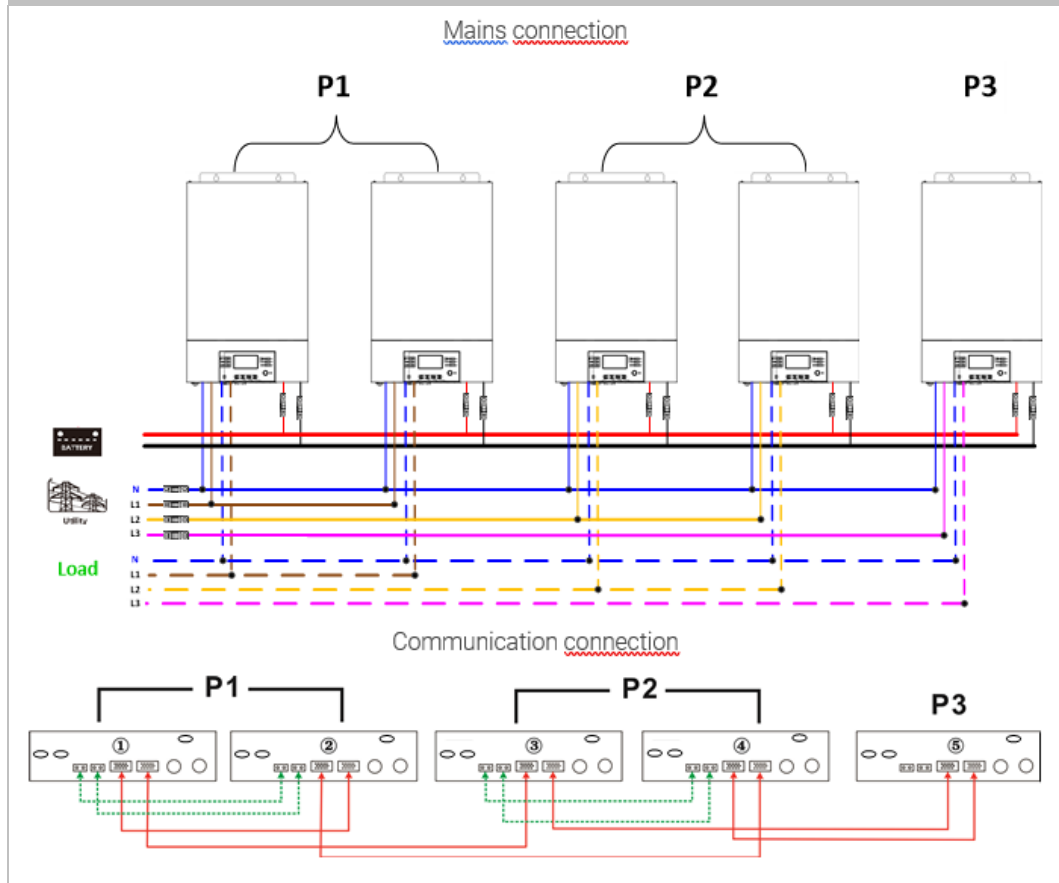 Mains connection
P1 P2 P3
BATTERY
N
L1
L2
Utility
L3
N
Load
L1
L2
L3
Communication connection
P1 P2 P3
① ② ③ ④ ⑤